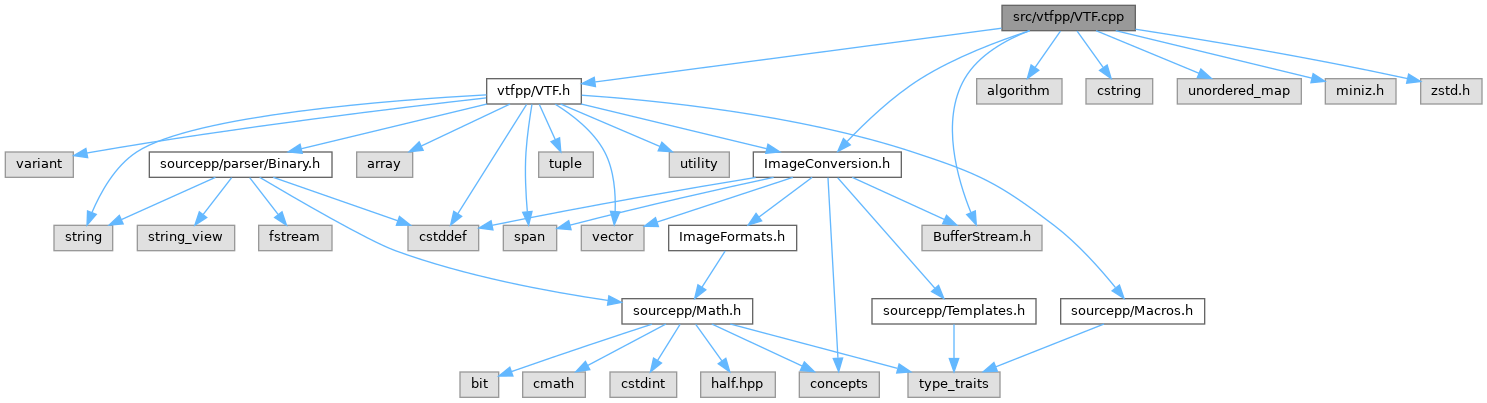 src/vtfpp/VTF.cpp
vtfpp/VTF.h
algorithm
cstring
unordered_map
miniz.h
zstd.h
variant
sourcepp/parser/Binary.h
array
tuple
utility
ImageConversion.h
string
string_view
fstream
cstddef
span
vector
ImageFormats.h
BufferStream.h
sourcepp/Math.h
sourcepp/Templates.h
sourcepp/Macros.h
bit
cmath
cstdint
half.hpp
concepts
type_traits